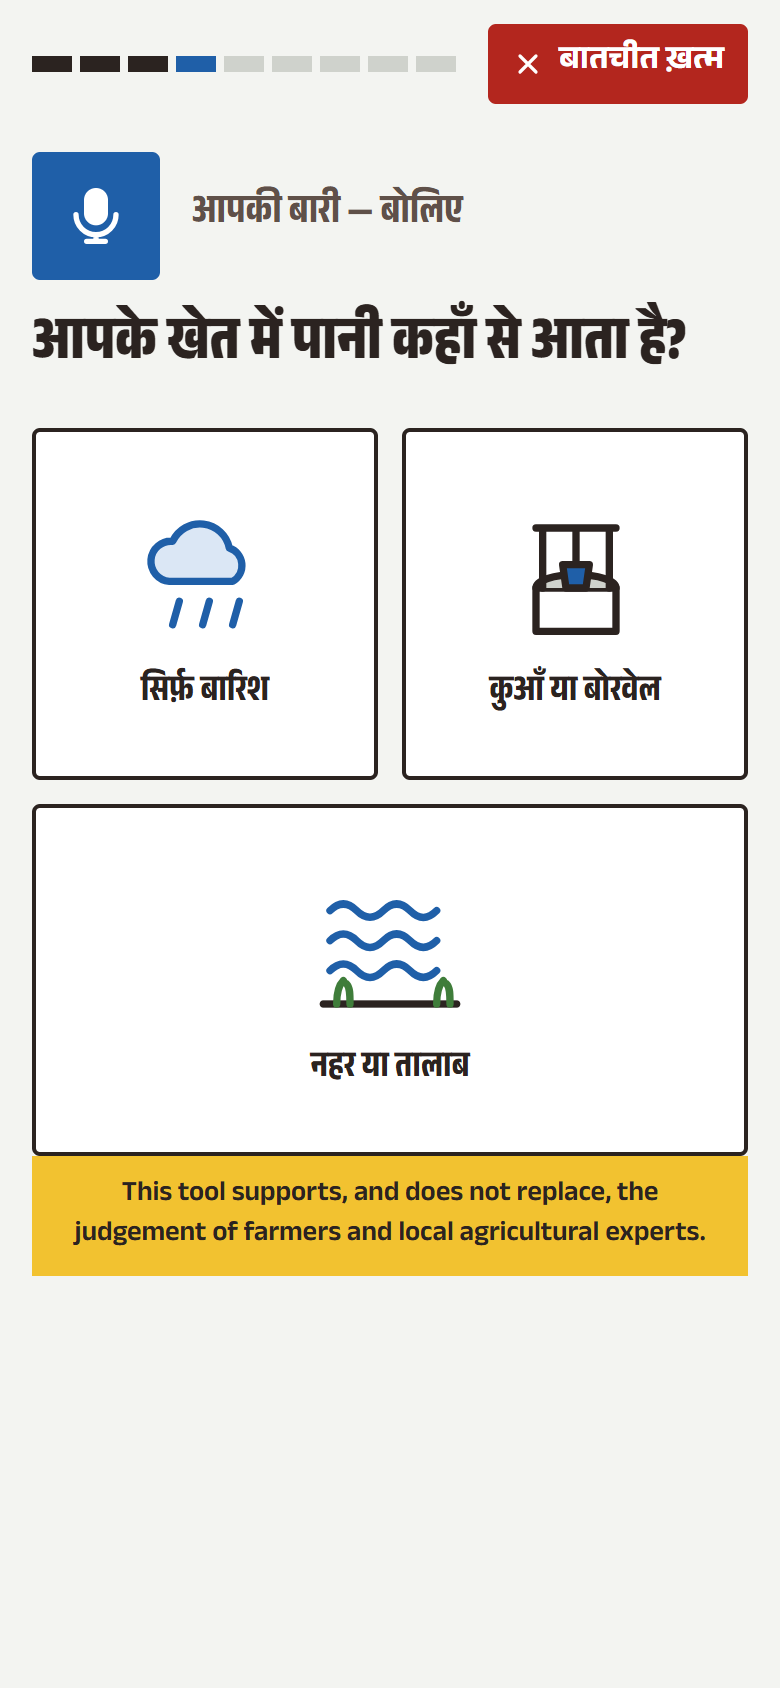 बातचीत ख़त्म
आपकी बारी – बोलिए
आपके खेत में पानी कहाँ से आता है?
सिर्फ़ बारिश
कुआँ या बोरवेल
नहर या तालाब
This tool supports, and does not replace, the
judgement of farmers and local agricultural experts.